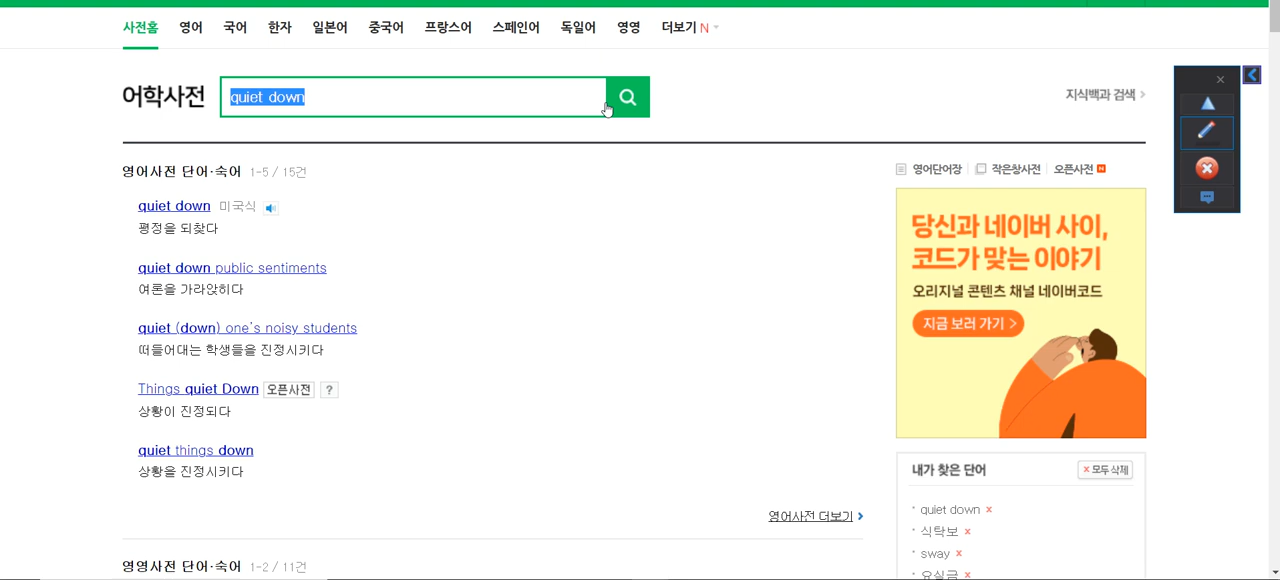 사전홈 영어 국어 한자 일본어 중국어 프랑스어 스페인어 독일어 영영 더보기 N
어학사전 quiet down 지식백과 검색
영어사전 단어·숙어 1-5 / 15건
quiet down 미국식
평정을 되찾다
quiet down public sentiments
여론을 가라앉히다
quiet (down) one's noisy students
떠들어대는 학생들을 진정시키다
Things quiet Down 오픈사전 ?
상황이 진정되다
quiet things down
상황을 진정시키다
영어사전 더보기
영영사전 단어·숙어 1-2 / 11건
영어단어장 작은창사전 오픈사전 N
당신과 네이버 사이,
코드가 맞는 이야기
오리지널 콘텐츠 채널 네이버코드
지금 보러 가기 >
내가 찾은 단어 × 모두삭제
quiet down ×
식탁보 ×
sway ×
요실금 ×